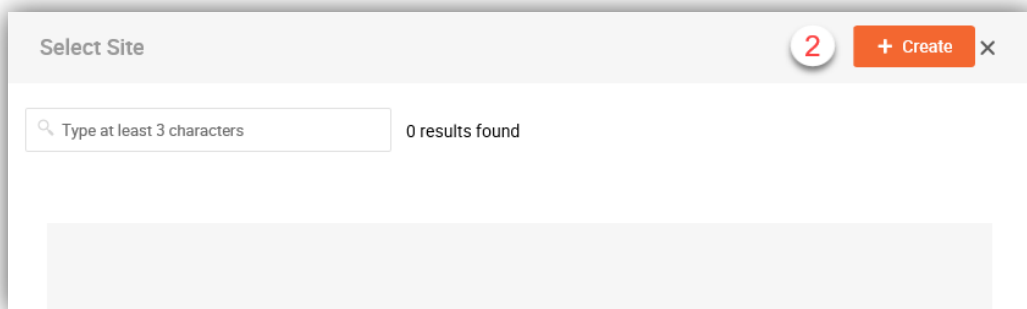 Select Site
2
+ Create ×
Type at least 3 characters
0 results found